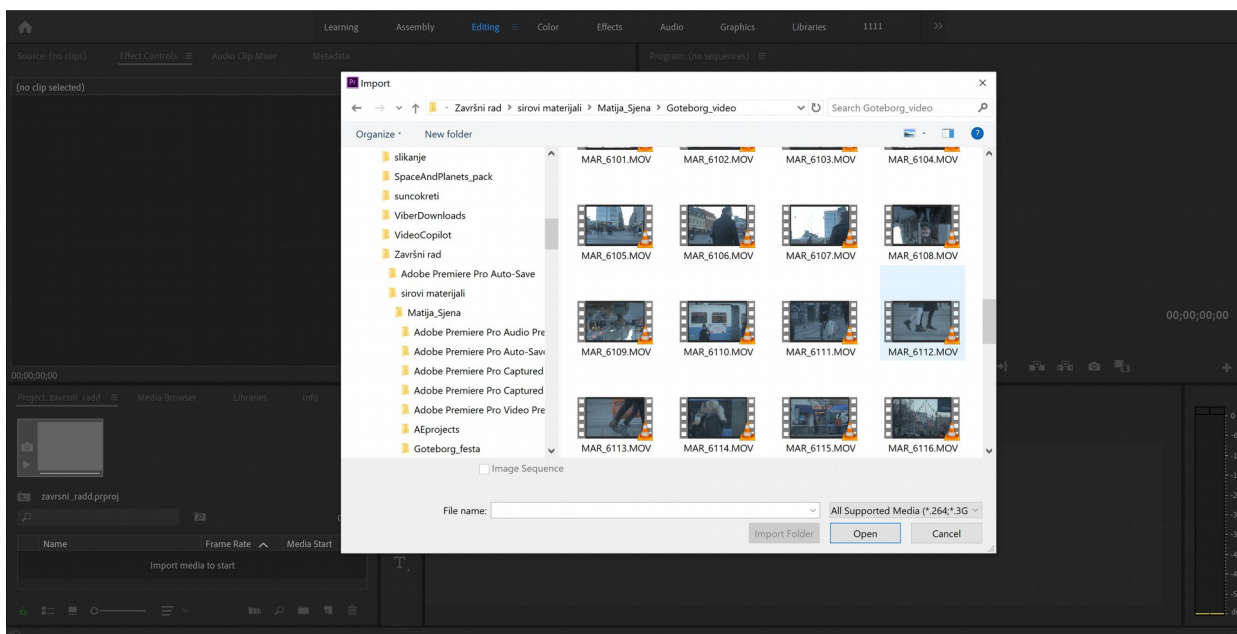 Learning Assembly Editing Color Effects Audio Graphics Libraries 1111 >>
Source: (no clips) Effect Controls Audio Clip Mixer Metadata Program: (no sequences)
(no clip selected)
Pr Import
Završni rad > sirovi materijali > Matija_Sjena > Goteborg_video Search Goteborg_video
Organize New folder ?
slikanje
SpaceAndPlanets_pack
suncokreti
ViberDownloads
VideoCopilot
Završni rad
Adobe Premiere Pro Auto-Save
sirovi materijali
Matija_Sjena
Adobe Premiere Pro Audio Pre
Adobe Premiere Pro Auto-Save
Adobe Premiere Pro Captured
Adobe Premiere Pro Captured
Adobe Premiere Pro Video Pre
AEprojects
Goteborg_festa
MAR_6101.MOV MAR_6102.MOV MAR_6103.MOV MAR_6104.MOV
MAR_6105.MOV MAR_6106.MOV MAR_6107.MOV MAR_6108.MOV
MAR_6109.MOV MAR_6110.MOV MAR_6111.MOV MAR_6112.MOV
MAR_6113.MOV MAR_6114.MOV MAR_6115.MOV MAR_6116.MOV
Image Sequence
File name: All Supported Media (*.264;*.3G
Import Folder Open Cancel
00;00;00;00
00;00;00;00
Project: zavrsni_radd Media Browser Libraries Info
zavrsni_radd.prproj
Name Frame Rate Media Start
Import media to start